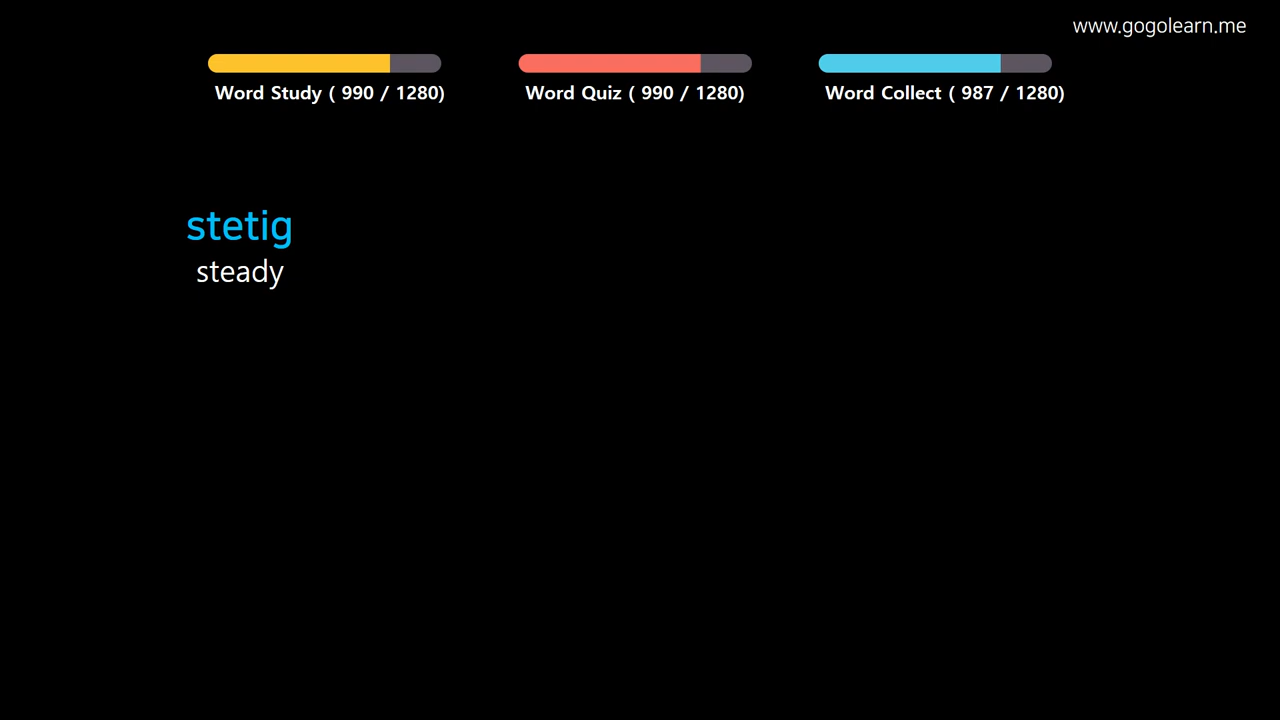 www.gogolearn.me
Word Study ( 990 / 1280)
Word Quiz ( 990 / 1280)
Word Collect ( 987 / 1280)
stetig
steady